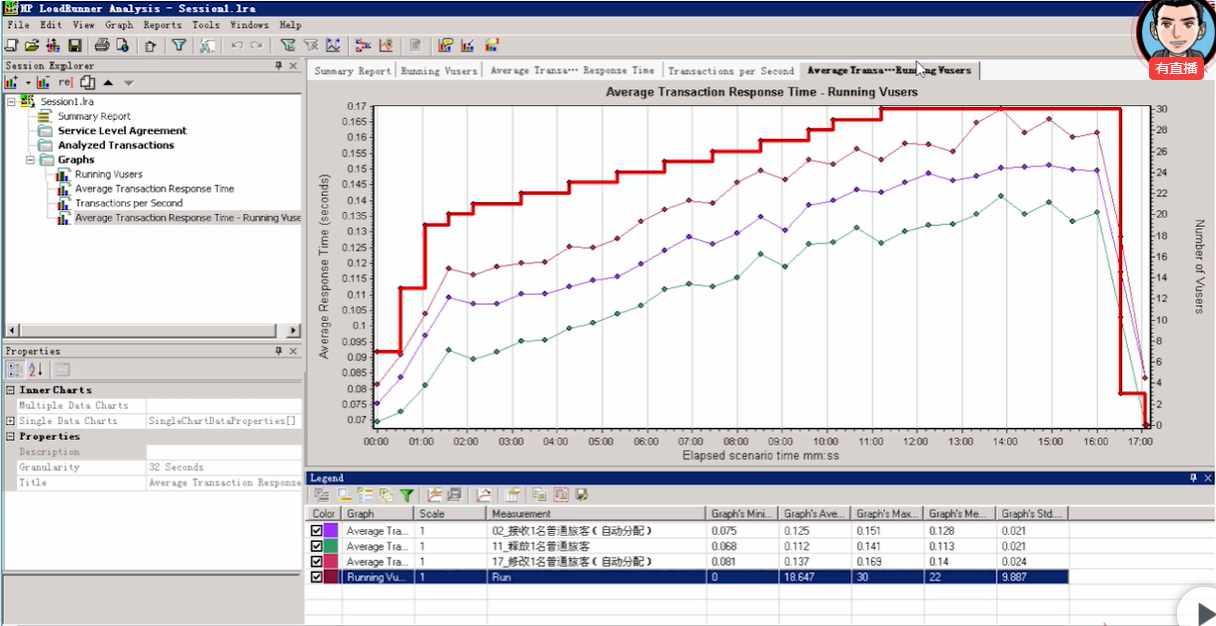 HP LoadRunner Analysis - Session1.lra
File Edit View Graph Reports Tools Windows Help
有直播
Session Explorer
Session1.lra
Summary Report
Service Level Agreement
Analyzed Transactions
Graphs
Running Vusers
Average Transaction Response Time
Transactions per Second
Average Transaction Response Time - Running Vuse
Properties
InnerCharts
Multiple Data Charts
Single Data Charts SingleChartDataProperties[]
Properties
Description
Granularity 32 Seconds
Title Average Transaction Response
Summary Report Running Vusers Average Transa··· Response Time Transactions per Second Average Transa···Running Vusers
Average Transaction Response Time - Running Vusers
Average Response Time (seconds)
0.17
0.165
0.16
0.155
0.15
0.145
0.14
0.135
0.13
0.125
0.12
0.115
0.11
0.105
0.1
0.095
0.09
0.085
0.08
0.075
0.07
30
28
26
24
22
20
18
16
14
12
10
8
6
4
2
0
Number of Vusers
00:00 01:00 02:00 03:00 04:00 05:00 06:00 07:00 08:00 09:00 10:00 11:00 12:00 13:00 14:00 15:00 16:00 17:00
Elapsed scenario time mm:ss
Legend
Color Graph Scale Measurement Graph's Mini... Graph's Ave... Graph's Max... Graph's Me... Graph's Std....
Average Tra... 1 02_接收1名普通旅客（自动分配） 0.075 0.125 0.151 0.128 0.021
Average Tra... 1 11_释放1名普通旅客 0.068 0.112 0.141 0.113 0.021
Average Tra... 1 17_修改1名普通旅客（自动分配） 0.081 0.137 0.169 0.14 0.024
Running Vu... 1 Run 0 18.647 30 22 9.887